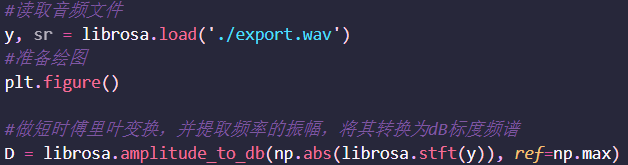 #读取音频文件
y, sr = librosa.load('./export.wav')
#准备绘图
plt.figure()
#做短时傅里叶变换，并提取频率的振幅，将其转换为dB标度频谱
D = librosa.amplitude_to_db(np.abs(librosa.stft(y)), ref=np.max)